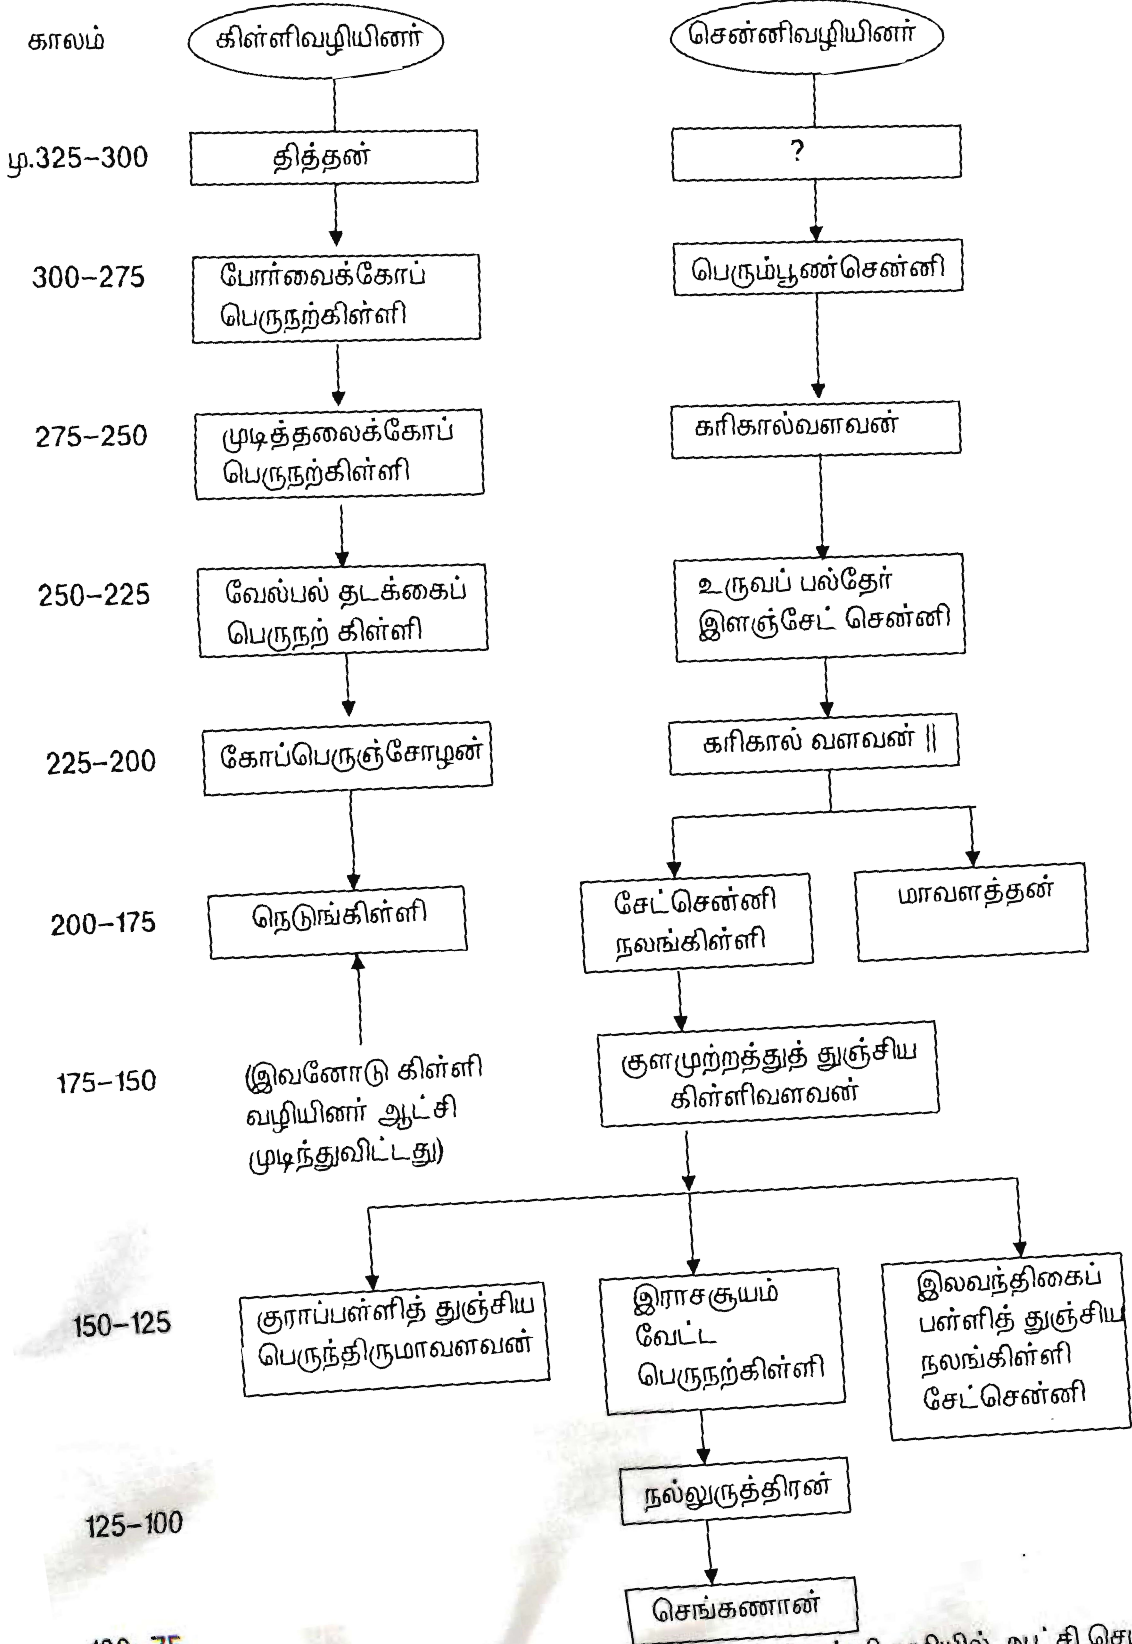 காலம்
கிள்ளிவழியினர்
சென்னிவழியினர்
மு.325-300
தித்தன்
?
300-275
போர்வைக்கோப்
பெருநற்கிள்ளி
பெரும்பூண்சென்னி
275-250
முடித்தலைக்கோப்
பெருநற்கிள்ளி
கரிகால்வளவன்
250-225
வேல்பல் தடக்கைப்
பெருநற் கிள்ளி
உருவப் பல்தேர்
இளஞ்சேட் சென்னி
225-200
கோப்பெருஞ்சோழன்
கரிகால் வளவன் ||
200-175
நெடுங்கிள்ளி
சேட்சென்னி
நலங்கிள்ளி
மாவளத்தன்
175-150
(இவனோடு கிள்ளி
வழியினர் ஆட்சி
முடிந்துவிட்டது)
குளமுற்றத்துத் துஞ்சிய
கிள்ளிவளவன்
150-125
குராப்பள்ளித் துஞ்சிய
பெருந்திருமாவளவன்
இராசசூயம்
வேட்ட
பெருநற்கிள்ளி
இலவந்திகைப்
பள்ளித் துஞ்சிய
நலங்கிள்ளி
சேட்சென்னி
125-100
நல்லுருத்திரன்
செங்கணான்